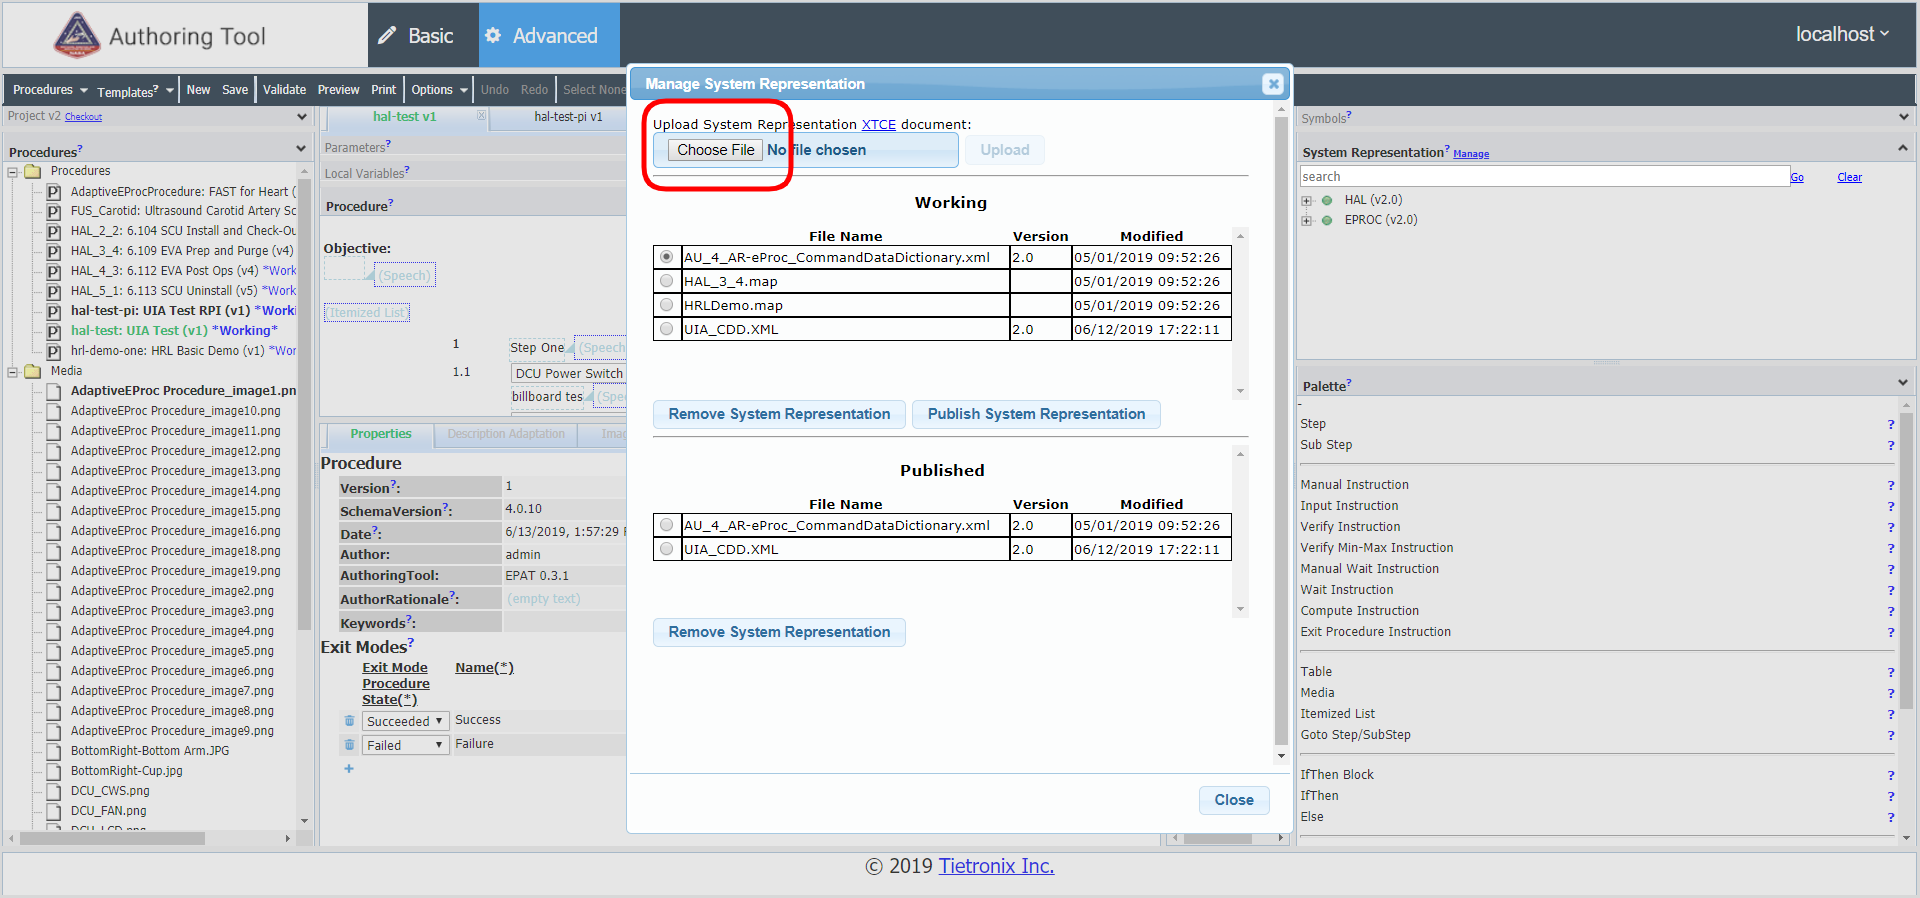 Authoring Tool
Basic
Advanced
localhost
Procedures
Templates?
New
Save
Validate
Preview
Print
Options
Undo
Redo
Select None
Project v2 Checkout
Procedures?
Procedures
AdaptiveEProcProcedure: FAST for Heart (
FUS_Carotid: Ultrasound Carotid Artery Sc
HAL_2_2: 6.104 SCU Install and Check-Ou
HAL_3_4: 6.109 EVA Prep and Purge (v4)
HAL_4_3: 6.112 EVA Post Ops (v4) *Work
HAL_5_1: 6.113 SCU Uninstall (v5) *Work
hal-test-pi: UIA Test RPI (v1) *Worki
hal-test: UIA Test (v1) *Working*
hrl-demo-one: HRL Basic Demo (v1) *Wor
Media
AdaptiveEProc Procedure_image1.pn
AdaptiveEProc Procedure_image10.png
AdaptiveEProc Procedure_image11.png
AdaptiveEProc Procedure_image12.png
AdaptiveEProc Procedure_image13.png
AdaptiveEProc Procedure_image14.png
AdaptiveEProc Procedure_image15.png
AdaptiveEProc Procedure_image16.png
AdaptiveEProc Procedure_image18.png
AdaptiveEProc Procedure_image19.png
AdaptiveEProc Procedure_image2.png
AdaptiveEProc Procedure_image3.png
AdaptiveEProc Procedure_image4.png
AdaptiveEProc Procedure_image5.png
AdaptiveEProc Procedure_image6.png
AdaptiveEProc Procedure_image7.png
AdaptiveEProc Procedure_image8.png
AdaptiveEProc Procedure_image9.png
BottomRight-Bottom Arm.JPG
BottomRight-Cup.jpg
DCU_CWS.png
DCU_FAN.png
DCU_LCD.png
hal-test v1
hal-test-pi v1
Parameters?
Local Variables?
Procedure?
Objective:
(Speech)
(Itemized List)
1 Step One (Speech
1.1 DCU Power Switch
billboard tes (Spe
Properties
Description Adaptation
Imag
Procedure
Version?: 1
SchemaVersion?: 4.0.10
Date?: 6/13/2019, 1:57:29
Author: admin
AuthoringTool: EPAT 0.3.1
AuthorRationale?: (empty text)
Keywords?:
Exit Modes?
Exit Mode Name(*)
Procedure
State(*)
Succeeded Success
Failed Failure
Manage System Representation
Upload System Representation XTCE document:
Choose File No file chosen
Upload
Working
File Name Version Modified
AU_4_AR-eProc_CommandDataDictionary.xml 2.0 05/01/2019 09:52:26
HAL_3_4.map 05/01/2019 09:52:26
HRLDemo.map 05/01/2019 09:52:26
UIA_CDD.XML 2.0 06/12/2019 17:22:11
Remove System Representation
Publish System Representation
Published
File Name Version Modified
AU_4_AR-eProc_CommandDataDictionary.xml 2.0 05/01/2019 09:52:26
UIA_CDD.XML 2.0 06/12/2019 17:22:11
Remove System Representation
Close
Symbols?
System Representation? Manage
search
Go
Clear
HAL (v2.0)
EPROC (v2.0)
Palette?
-
Step ?
Sub Step ?
Manual Instruction ?
Input Instruction ?
Verify Instruction ?
Verify Min-Max Instruction ?
Manual Wait Instruction ?
Wait Instruction ?
Compute Instruction ?
Exit Procedure Instruction ?
Table ?
Media ?
Itemized List ?
Goto Step/SubStep ?
IfThen Block ?
IfThen ?
Else ?
© 2019 Tietronix Inc.